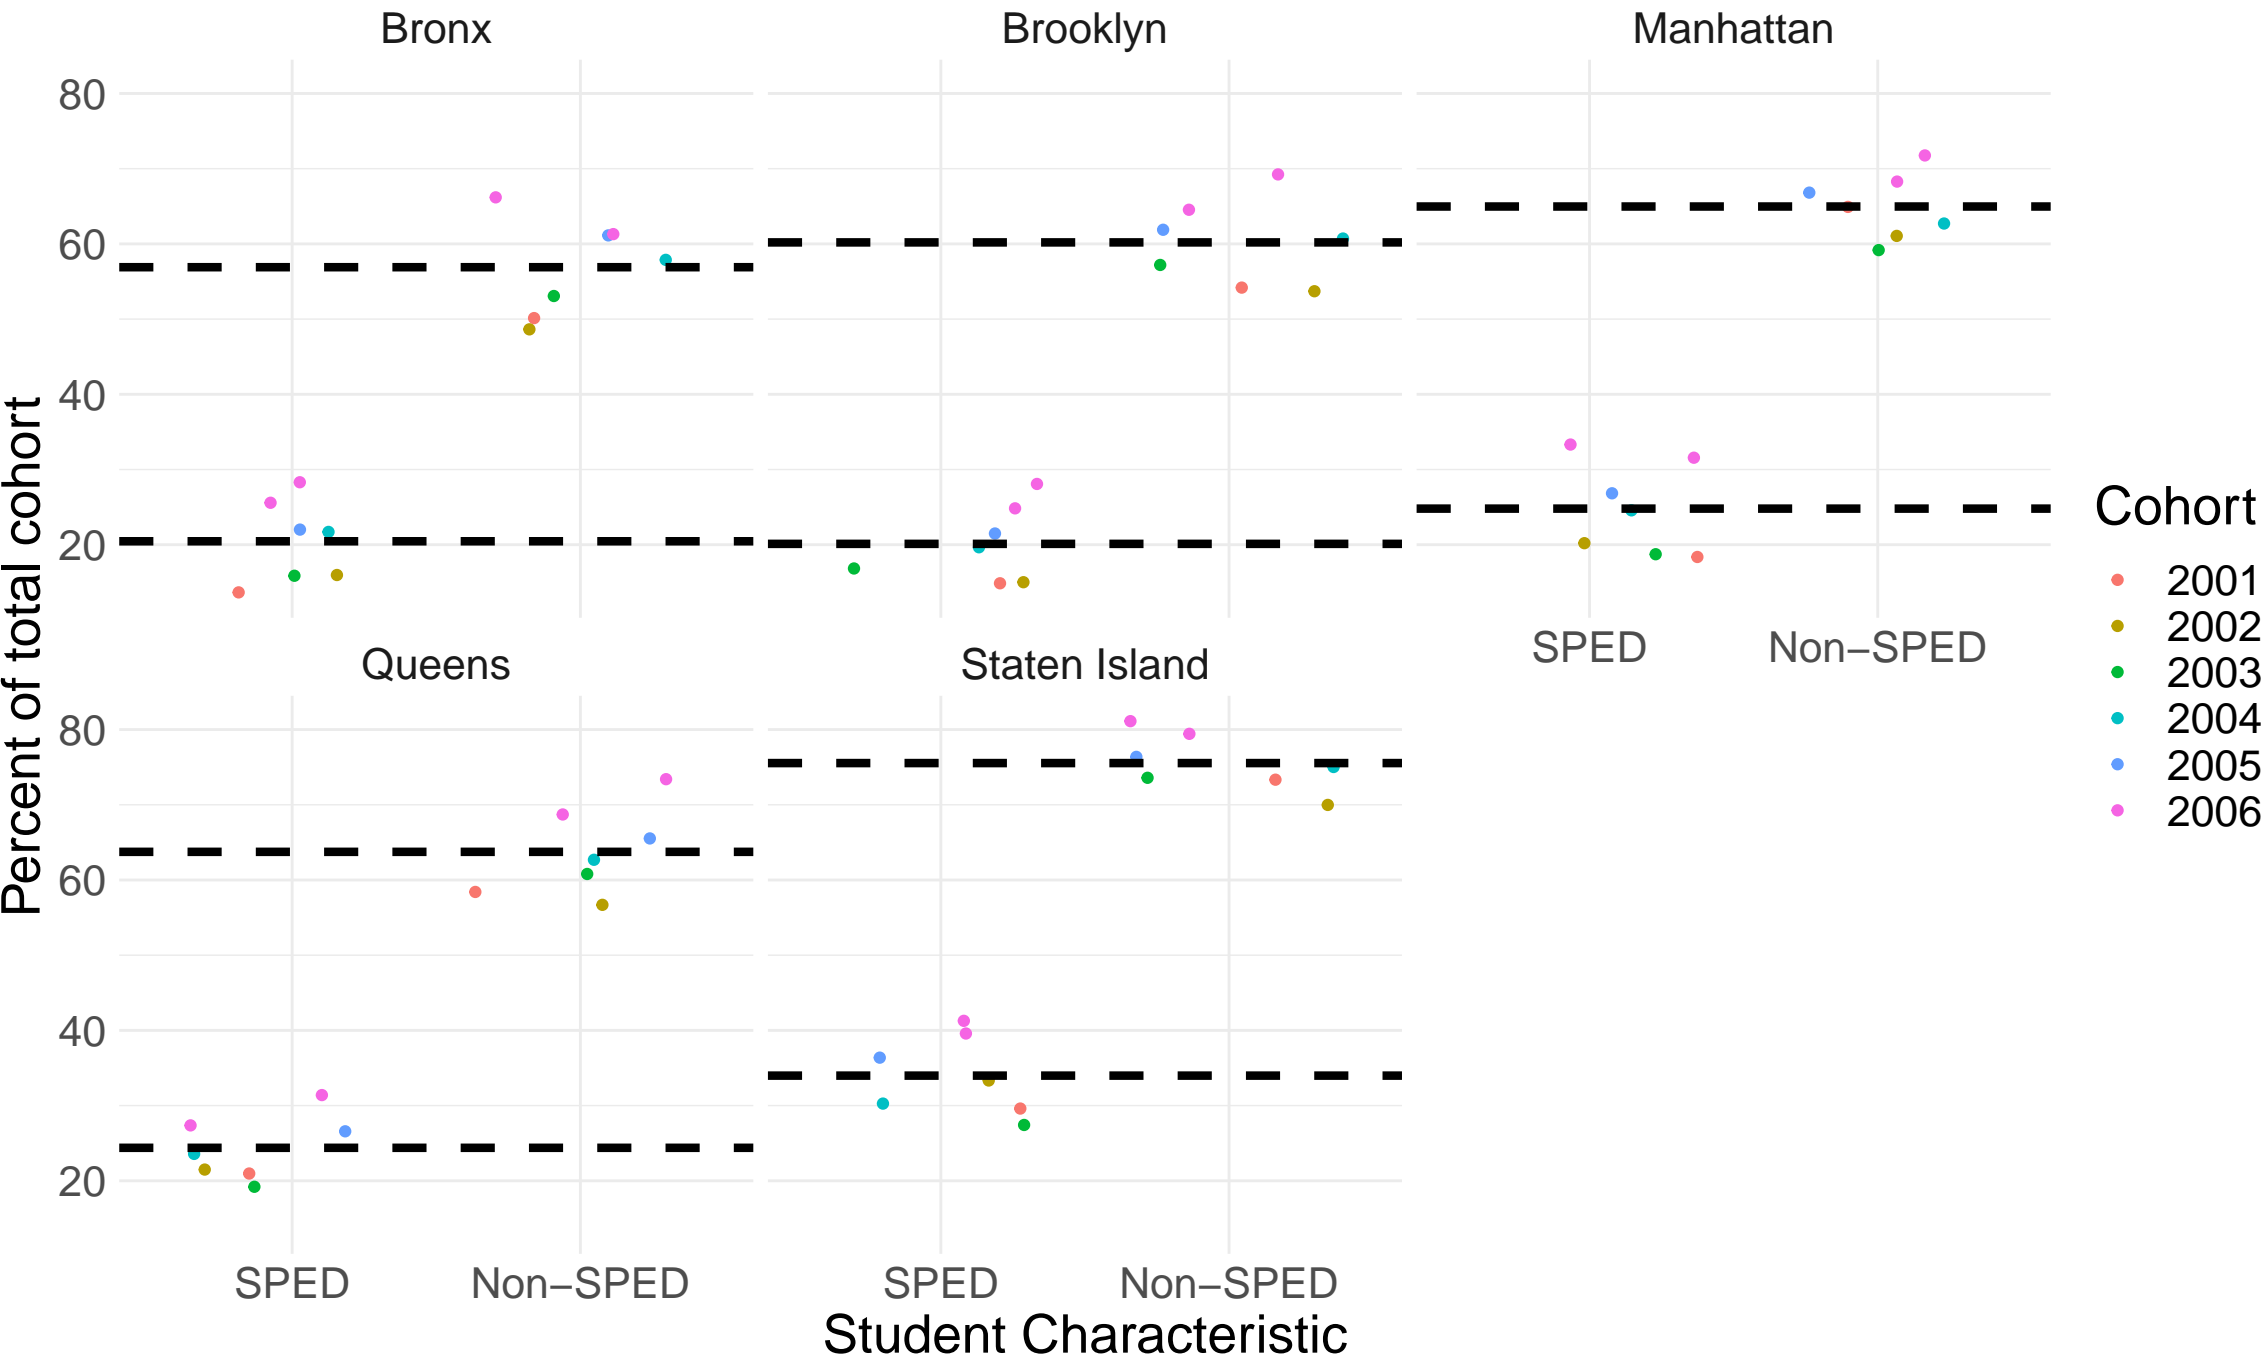 Bronx
Brooklyn
Manhattan
80
60
40
20
SPED
Non−SPED
Queens
Staten Island
80
60
40
20
SPED
Non−SPED
SPED
Non−SPED
Student Characteristic
Percent of total cohort
Cohort
2001
2002
2003
2004
2005
2006